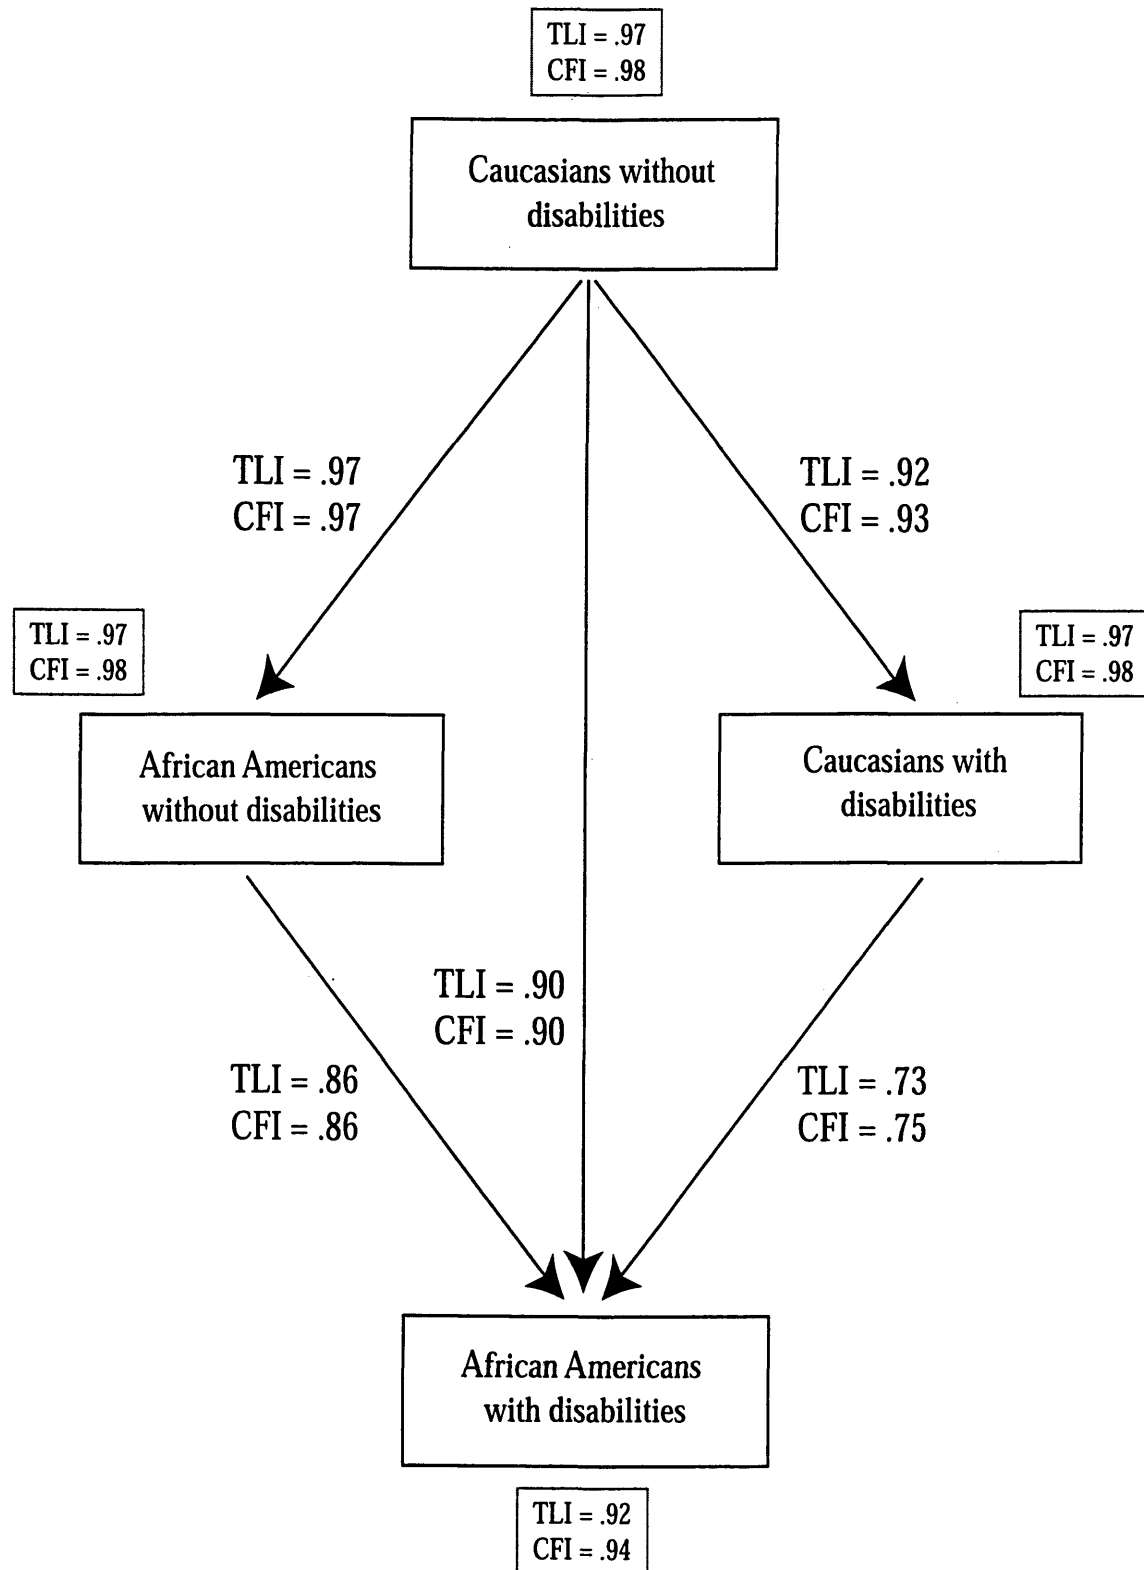 TLI = .97
CFI = .98
Caucasians without
disabilities
TLI = .97
CFI = .97
TLI = .92
CFI = .93
TLI = .97
CFI = .98
TLI = .97
CFI = .98
African Americans
without disabilities
Caucasians with
disabilities
TLI = .90
CFI = .90
TLI = .86
CFI = .86
TLI = .73
CFI = .75
African Americans
with disabilities
TLI = .92
CFI = .94